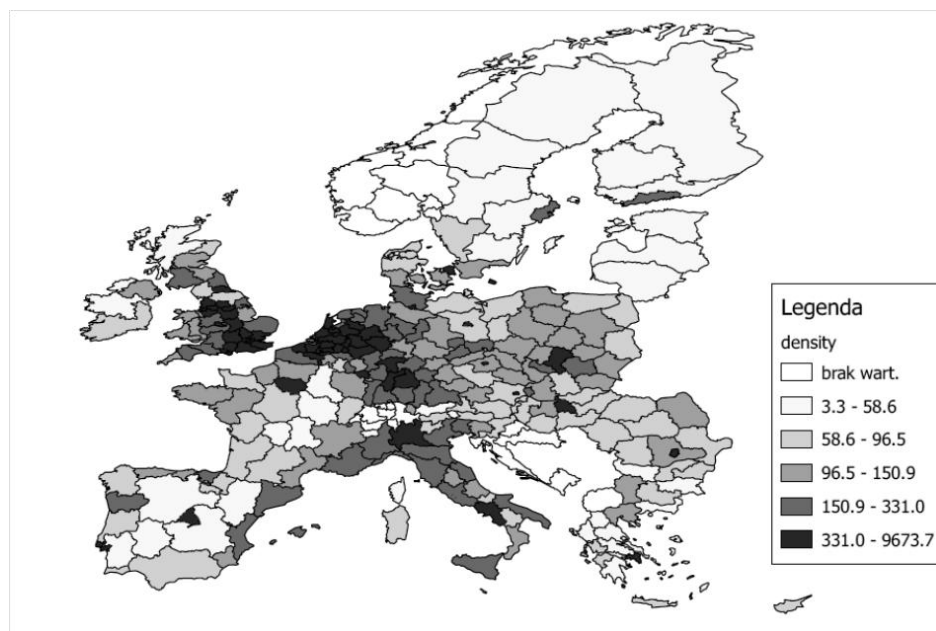 Legenda
density
brak wart.
3.3 - 58.6
58.6 - 96.5
96.5 - 150.9
150.9 - 331.0
331.0 - 9673.7